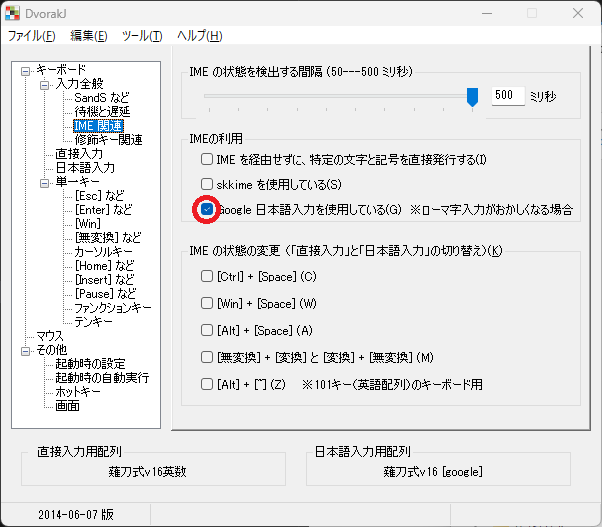 DvorakJ
ファイル(F) 編集(E) ツール(T) ヘルプ(H)
キーボード
入力全般
SandS など
待機と遅延
IME 関連
修飾キー関連
直接入力
日本語入力
単一キー
[Esc] など
[Enter] など
[Win]
[無変換] など
カーソルキー
[Home] など
[Insert] など
[Pause] など
ファンクションキー
テンキー
マウス
その他
起動時の設定
起動時の自動実行
ホットキー
画面
IME の状態を検出する間隔 (50---500 ミリ秒)
500 ミリ秒
IMEの利用
IME を経由せずに、特定の文字と記号を直接発行する(I)
skkime を使用している(S)
Google 日本語入力を使用している(G) ※ローマ字入力がおかしくなる場合
IME の状態の変更 (「直接入力」と「日本語入力」の切り替え)(K)
[Ctrl] + [Space] (C)
[Win] + [Space] (W)
[Alt] + [Space] (A)
[無変換] + [変換] と [変換] + [無変換] (M)
[Alt] + [~] (Z) ※101キー(英語配列)のキーボード用
直接入力用配列
薙刀式v16英数
日本語入力用配列
薙刀式v16 [google]
2014-06-07 版